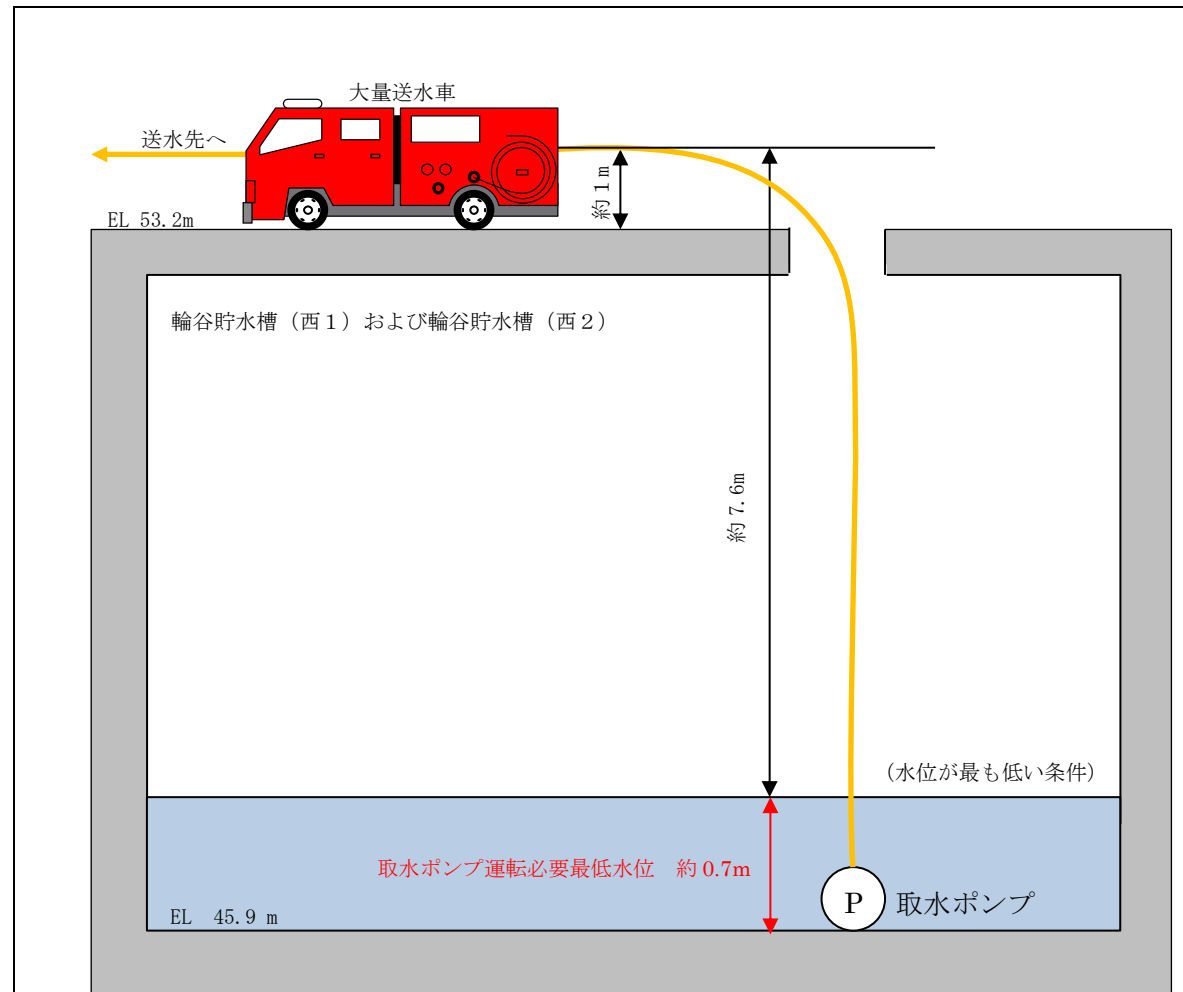 大量送水車
送水先へ
約1m
EL 53.2m
輪谷貯水槽(西1)および輪谷貯水槽(西2)
約7.6m
(水位が最も低い条件)
取水ポンプ運転必要最低水位 約0.7m
P 取水ポンプ
EL 45.9 m